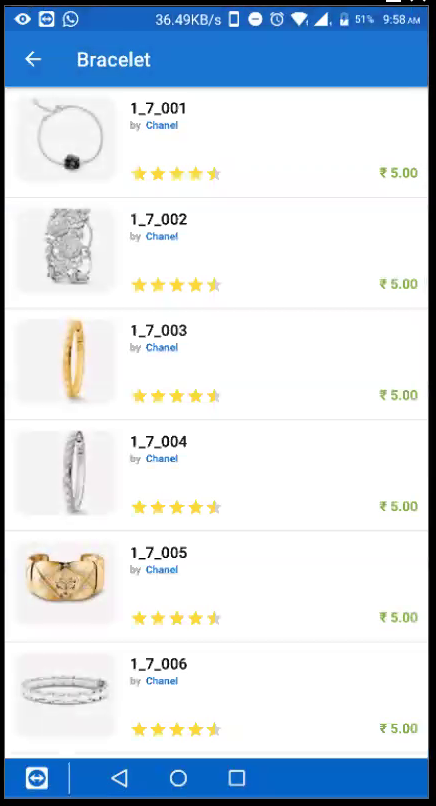 36.49KB/s 51% 9:58 AM
Bracelet
1_7_001
by Chanel
₹ 5.00
1_7_002
by Chanel
₹ 5.00
1_7_003
by Chanel
₹ 5.00
1_7_004
by Chanel
₹ 5.00
1_7_005
by Chanel
₹ 5.00
1_7_006
by Chanel
₹ 5.00